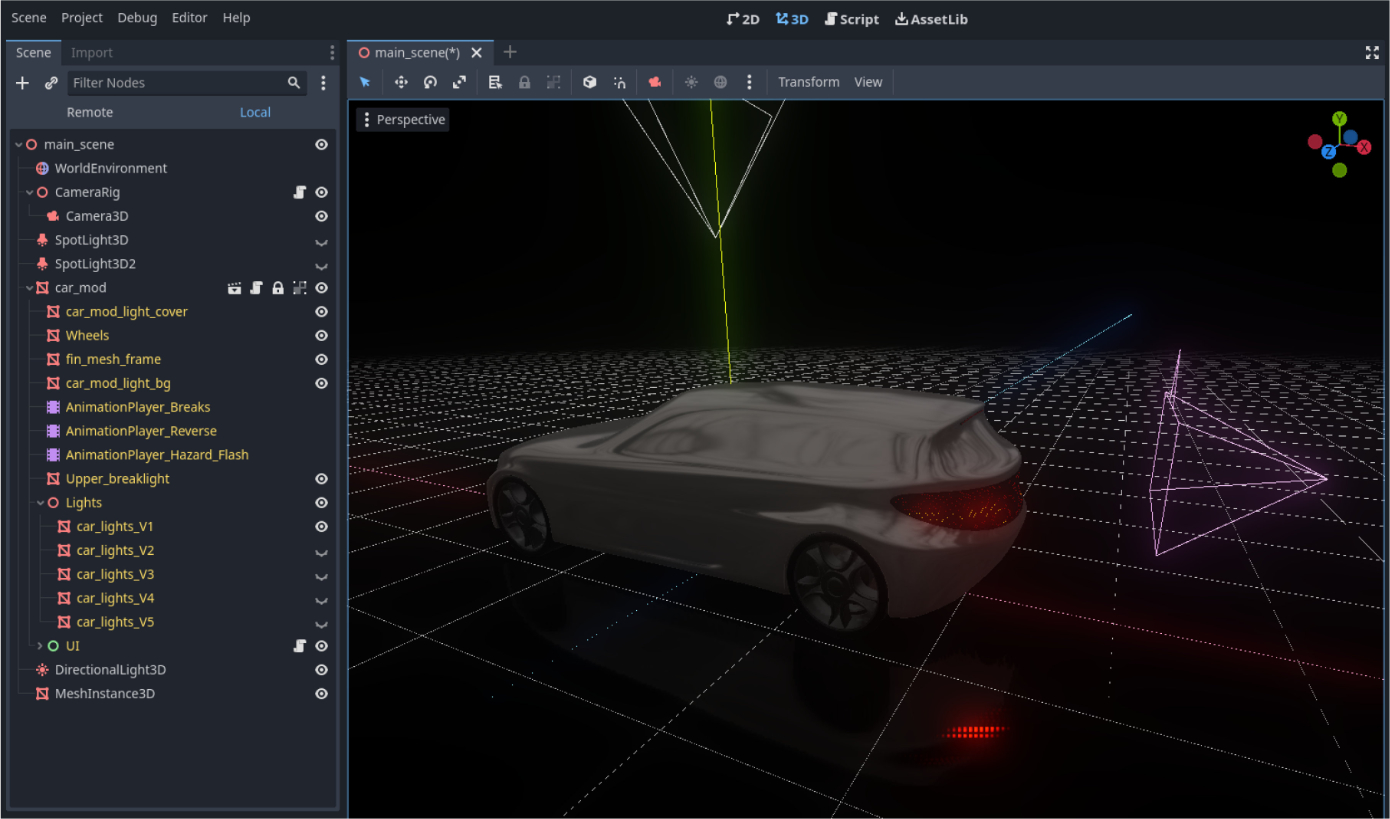 Scene Project Debug Editor Help
2D 3D Script AssetLib
Scene Import
main_scene(*)
Filter Nodes
Transform View
Remote Local
Perspective
main_scene
WorldEnvironment
CameraRig
Camera3D
SpotLight3D
SpotLight3D2
car_mod
car_mod_light_cover
Wheels
fin_mesh_frame
car_mod_light_bg
AnimationPlayer_Breaks
AnimationPlayer_Reverse
AnimationPlayer_Hazard_Flash
Upper_breaklight
Lights
car_lights_V1
car_lights_V2
car_lights_V3
car_lights_V4
car_lights_V5
UI
DirectionalLight3D
MeshInstance3D
Y
X
Z